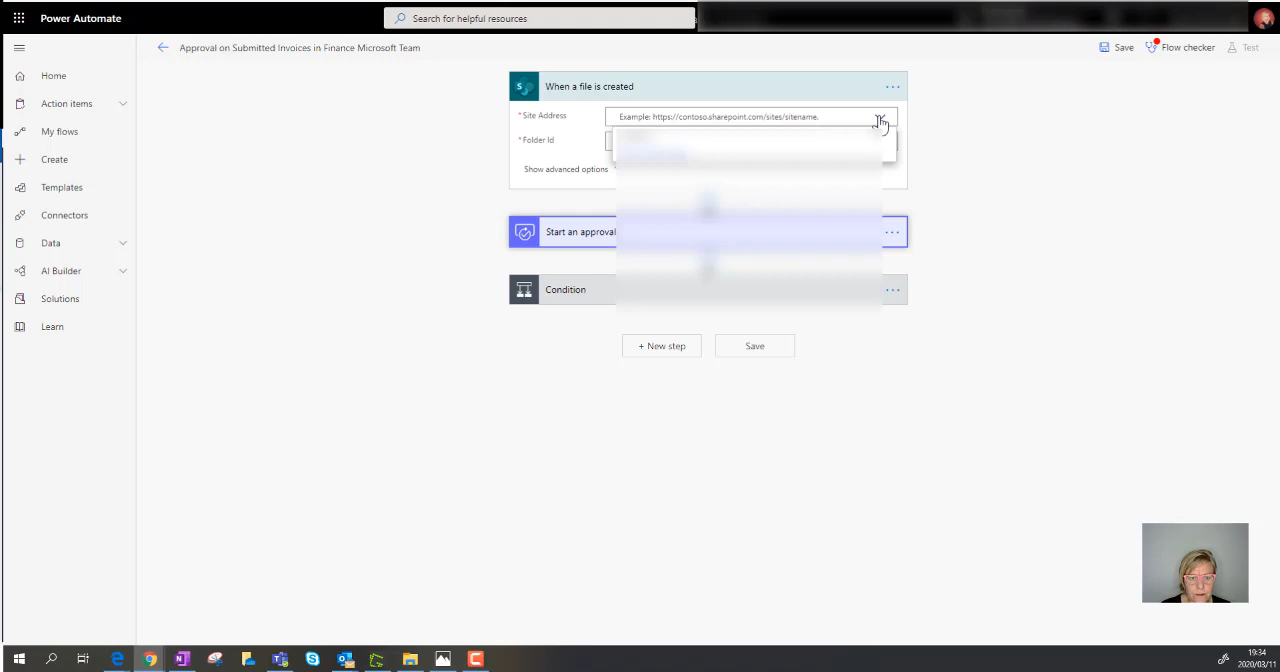 Power Automate
Search for helpful resources
Approval on Submitted Invoices in Finance Microsoft Team
Save
Flow checker
Test
Home
Action items
My flows
Create
Templates
Connectors
Data
AI Builder
Solutions
Learn
When a file is created
* Site Address
Example: https://contoso.sharepoint.com/sites/sitename.
* Folder Id
Show advanced options
Start an approval
Condition
+ New step
Save
19:34
2020/03/11